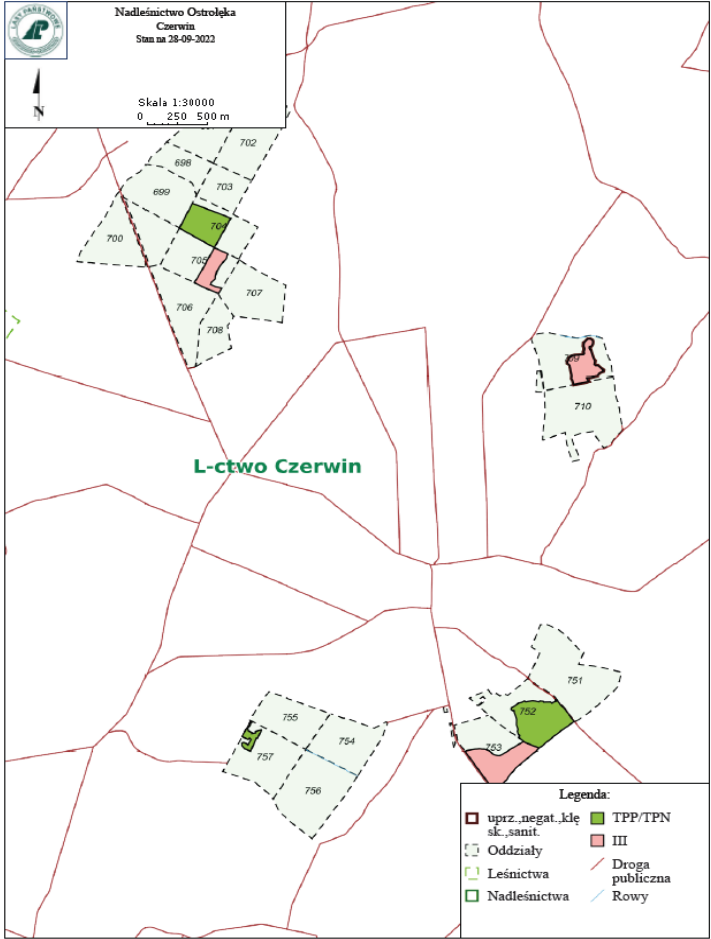 Nadleśnictwo Ostrołęka
Czerwin
Stan na 28-09-2022
LASY PAŃSTWOWE
N
Skala 1:30000
0 250 500 m
702
698
703
699
704
700
705
707
706
708
710
L-ctwo Czerwin
751
752
753
755
754
757
756
Legenda:
uprz.,negat.,klę
sk.,sanit.
Oddziały
Leśnictwa
Nadleśnictwa
TPP/TPN
III
Droga
publiczna
Rowy